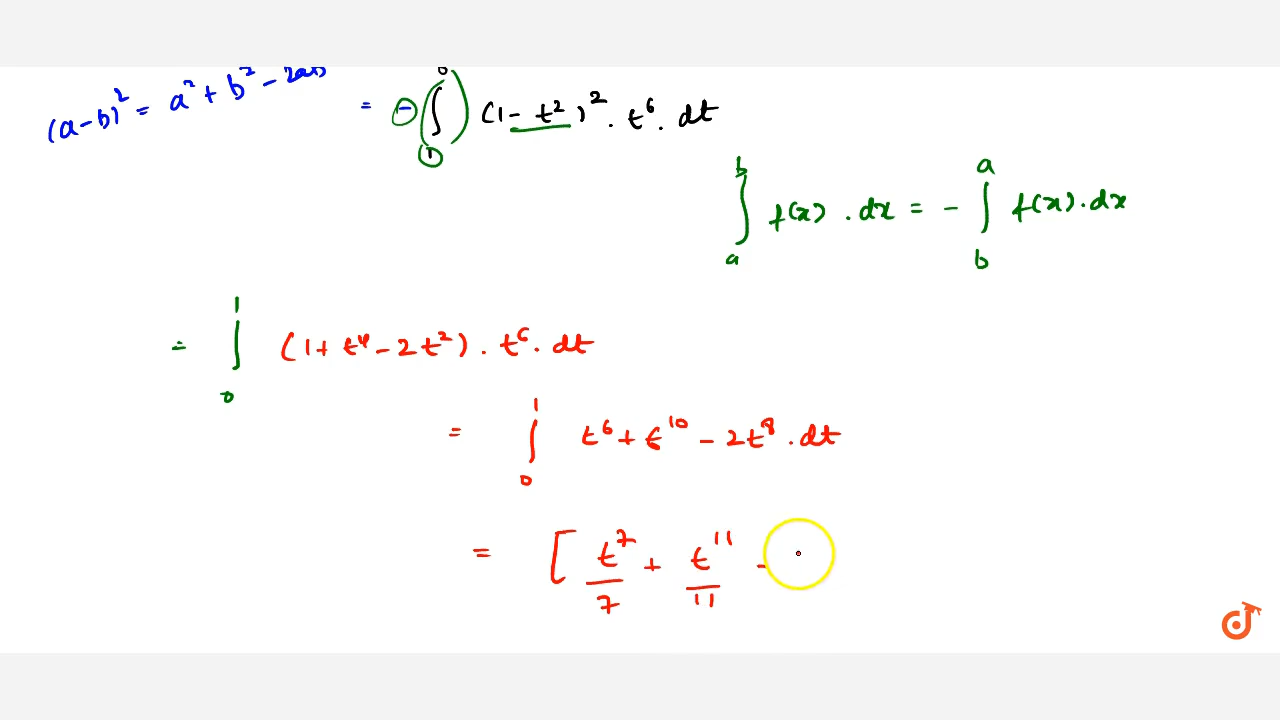 (a-b)² = a² + b² - 2ab
= - ∫₁⁰ (1 - t²)² . t⁶ . dt
∫ₐᵇ f(x) . dx = - ∫ᵦᵃ f(x) . dx
= ∫₀¹ (1 + t⁴ - 2t²) . t⁶ . dt
= ∫₀¹ t⁶ + t¹⁰ - 2t⁸ . dt
= [ t⁷/7 + t¹¹/11 -